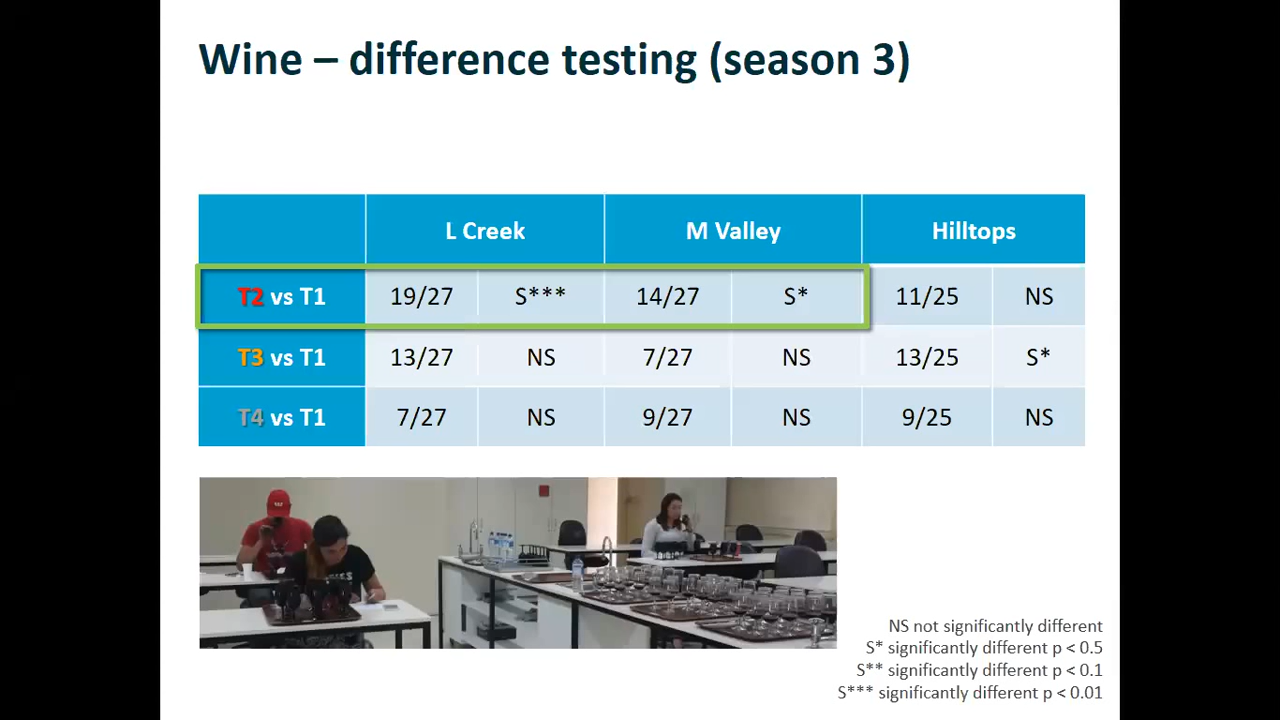 Wine – difference testing (season 3)
L Creek M Valley Hilltops
T2 vs T1 19/27 S*** 14/27 S* 11/25 NS
T3 vs T1 13/27 NS 7/27 NS 13/25 S*
T4 vs T1 7/27 NS 9/27 NS 9/25 NS
NS not significantly different
S* significantly different p < 0.5
S** significantly different p < 0.1
S*** significantly different p < 0.01